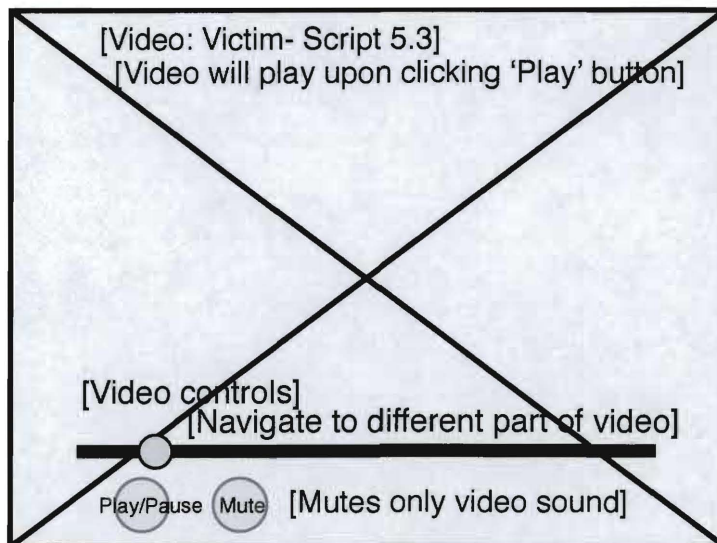 [Video: Victim- Script 5.3]
[Video will play upon clicking 'Play' button]
[Video controls]
[Navigate to different part of video]
Play/Pause Mute [Mutes only video sound]